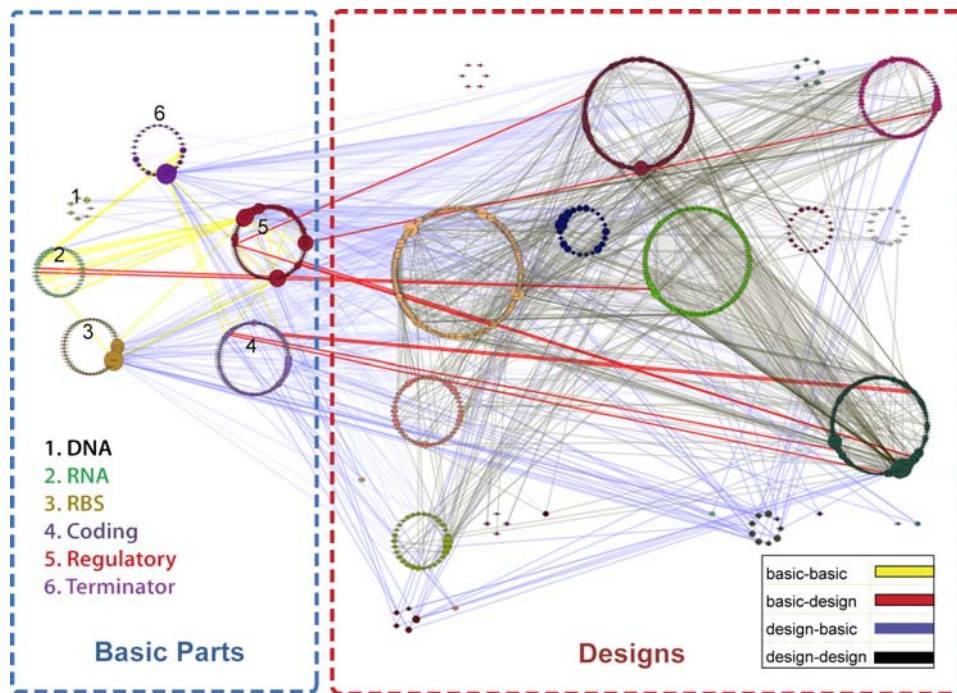 6
1
5
2
3
4
1. DNA
2. RNA
3. RBS
4. Coding
5. Regulatory
6. Terminator
Basic Parts
Designs
basic-basic
basic-design
design-basic
design-design